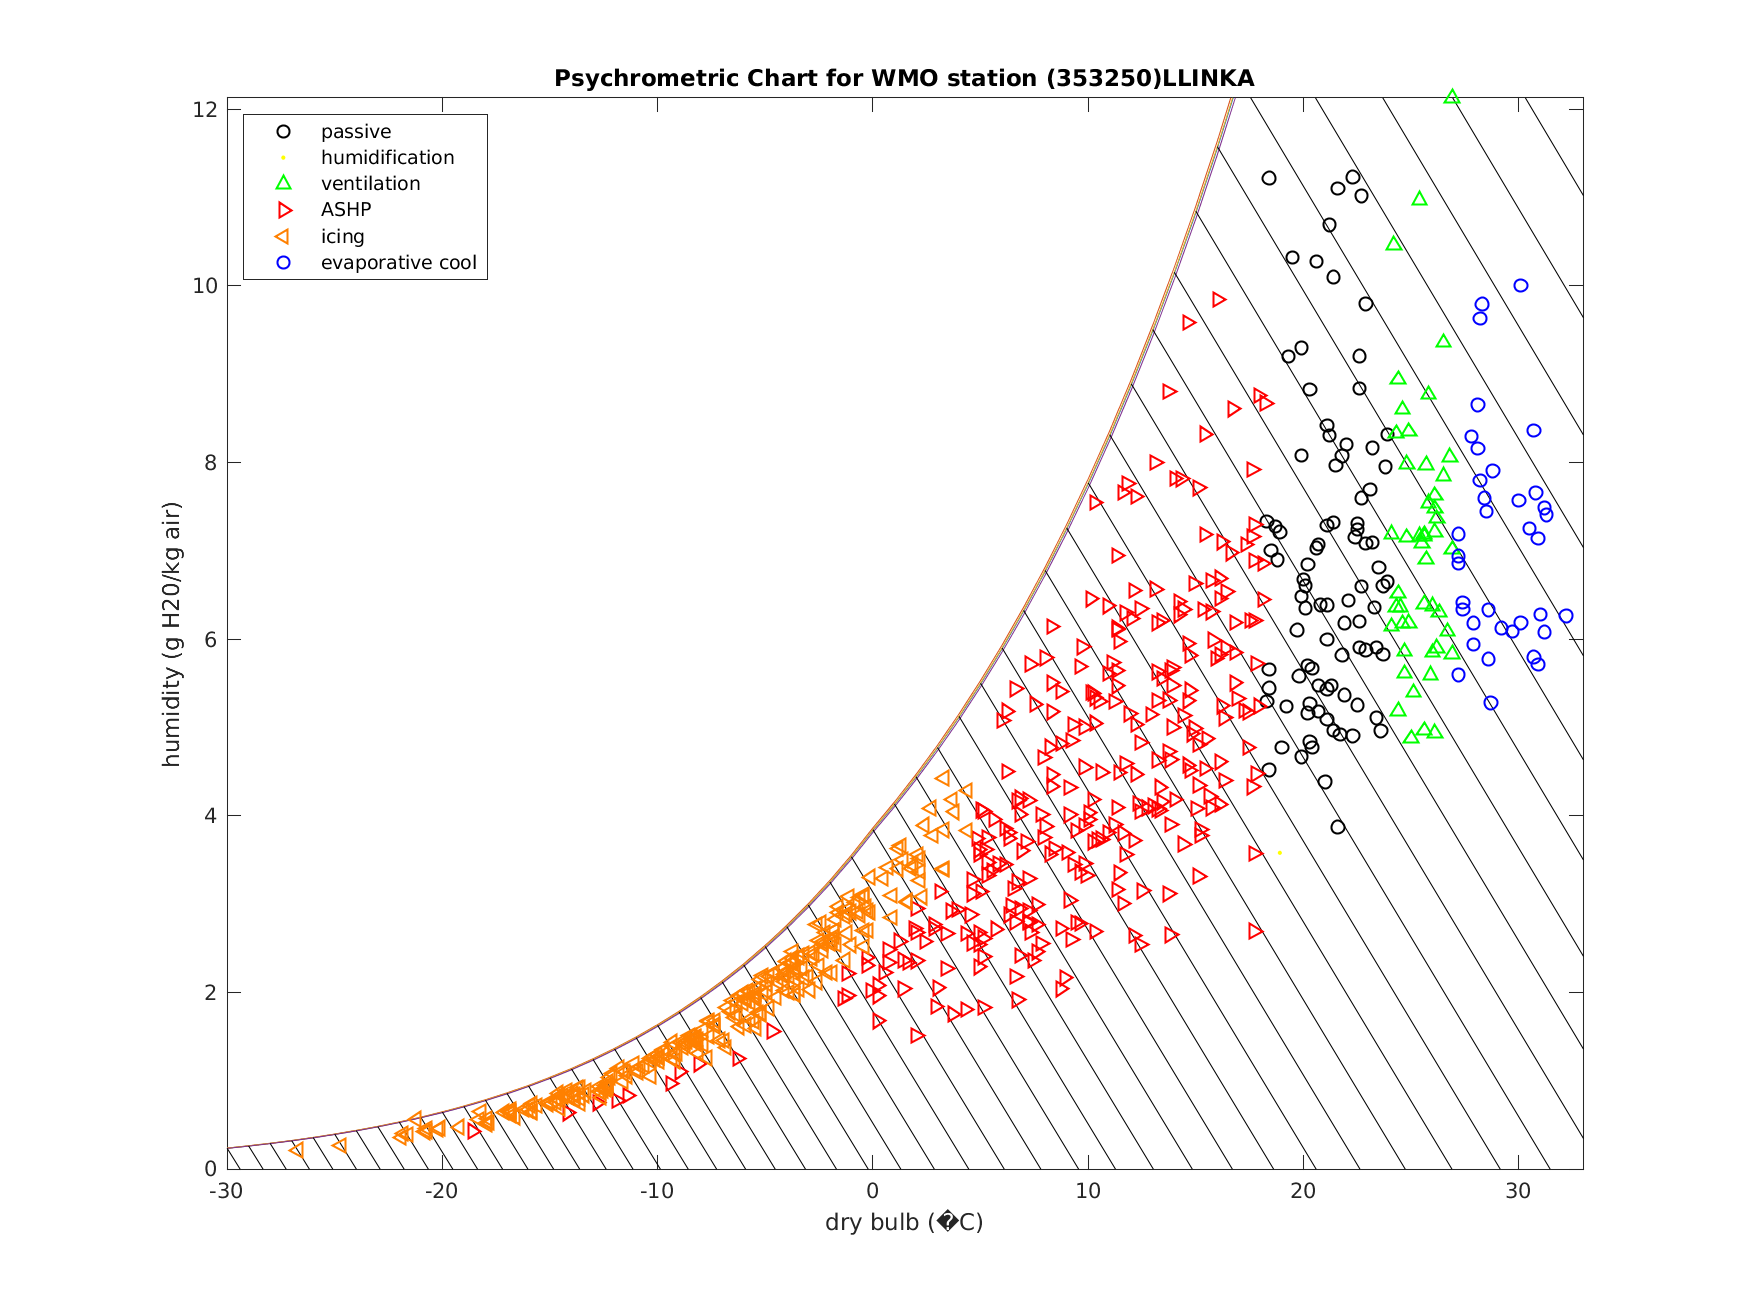 Psychrometric Chart for WMO station (353250)LLINKA
passive
humidification
ventilation
ASHP
icing
evaporative cool
humidity (g H20/kg air)
12
10
8
6
4
2
0
-30 -20 -10 0 10 20 30
dry bulb (�C)